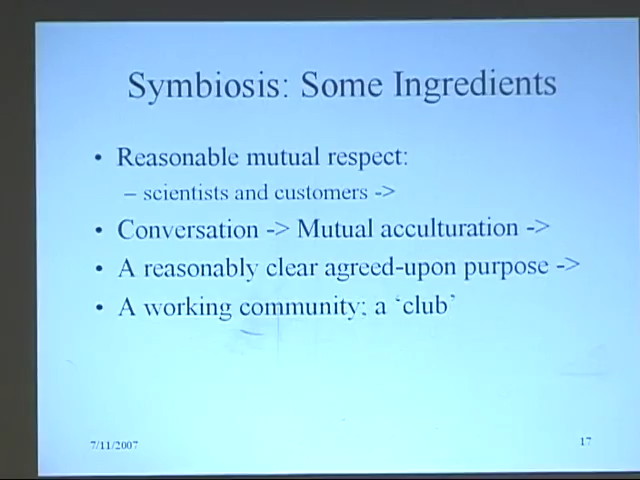 Symbiosis: Some Ingredients
• Reasonable mutual respect:
– scientists and customers ->
• Conversation -> Mutual acculturation ->
• A reasonably clear agreed-upon purpose ->
• A working community: a 'club'
7/11/2007
17